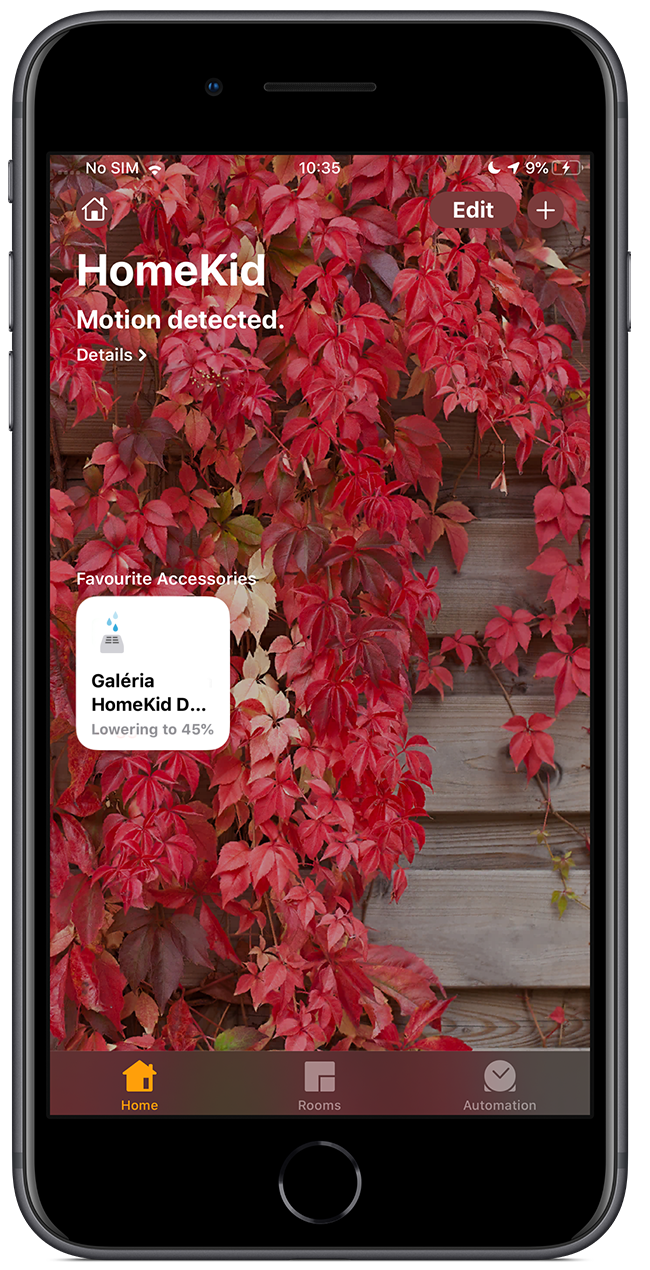 No SIM 10:35 9%
Edit
HomeKid
Motion detected.
Details
Favourite Accessories
Galéria
HomeKid D...
Lowering to 45%
Home Rooms Automation